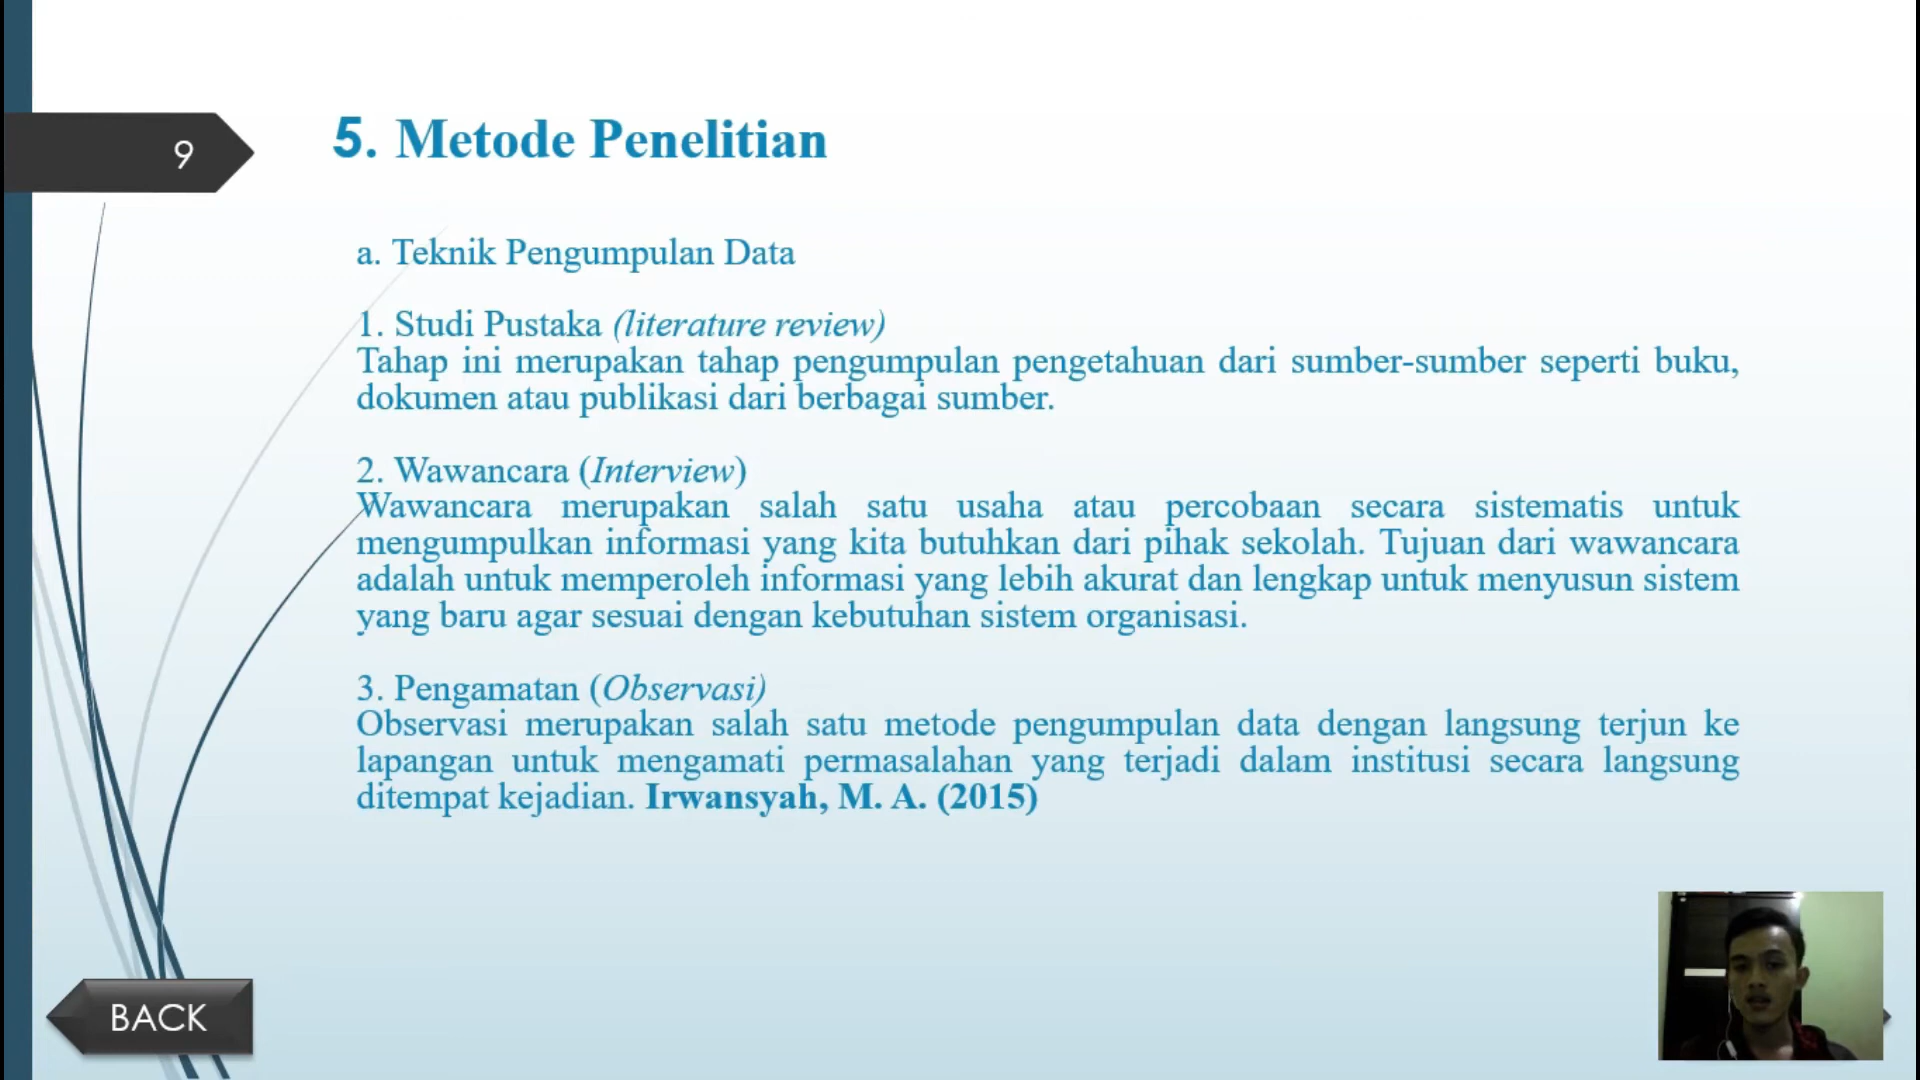 9
5. Metode Penelitian
a. Teknik Pengumpulan Data
1. Studi Pustaka (literature review)
Tahap ini merupakan tahap pengumpulan pengetahuan dari sumber-sumber seperti buku,
dokumen atau publikasi dari berbagai sumber.
2. Wawancara (Interview)
Wawancara merupakan salah satu usaha atau percobaan secara sistematis untuk
mengumpulkan informasi yang kita butuhkan dari pihak sekolah. Tujuan dari wawancara
adalah untuk memperoleh informasi yang lebih akurat dan lengkap untuk menyusun sistem
yang baru agar sesuai dengan kebutuhan sistem organisasi.
3. Pengamatan (Observasi)
Observasi merupakan salah satu metode pengumpulan data dengan langsung terjun ke
lapangan untuk mengamati permasalahan yang terjadi dalam institusi secara langsung
ditempat kejadian. Irwansyah, M. A. (2015)
BACK